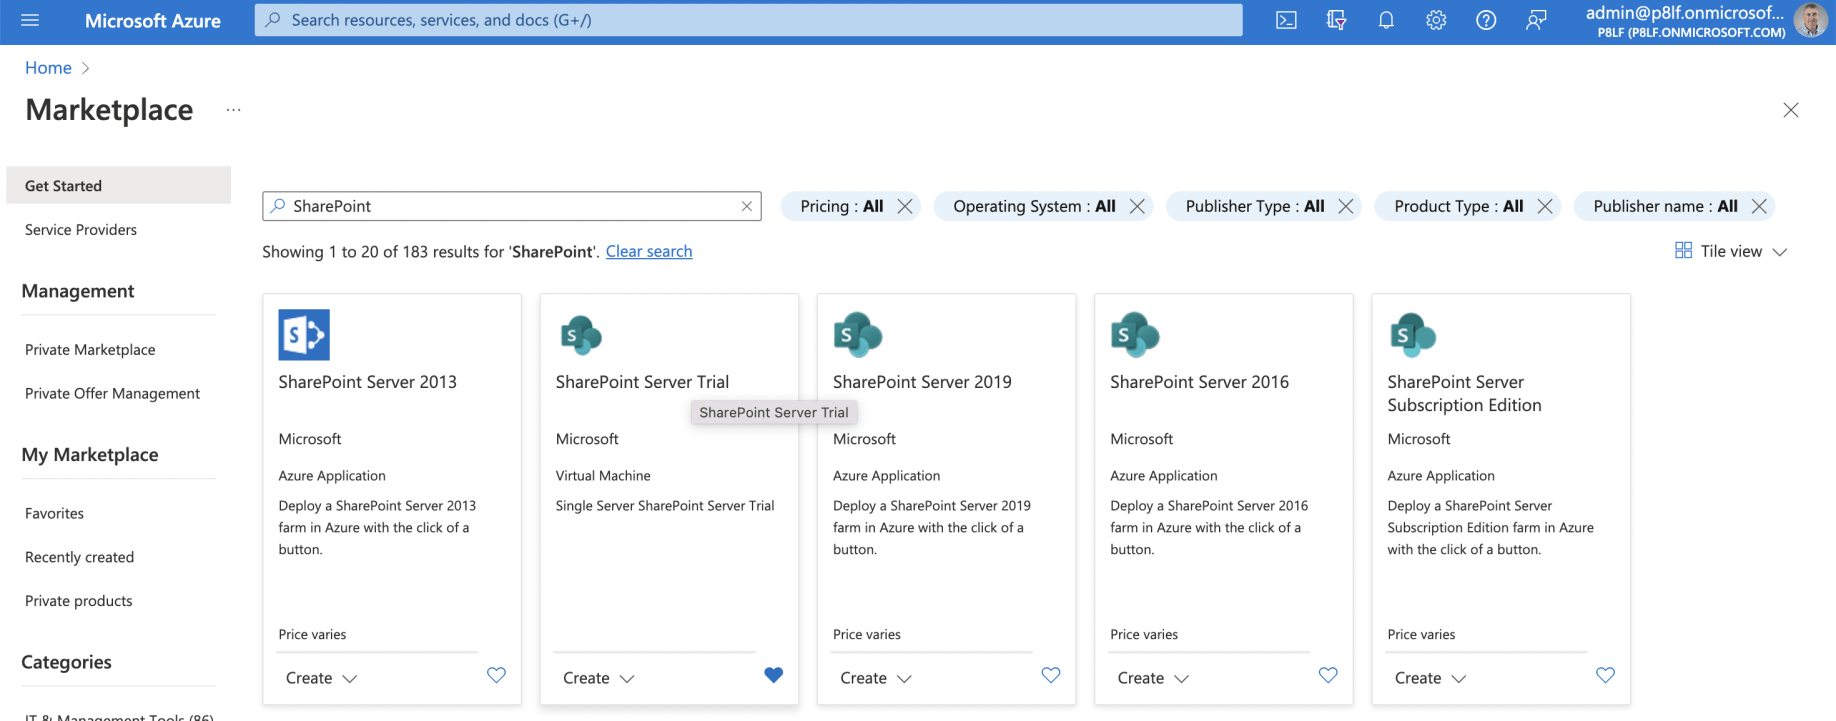 Microsoft Azure
Search resources, services, and docs (G+/)
admin@p8lf.onmicrosof...
P8LF (P8LF.ONMICROSOFT.COM)
Home
Marketplace
...
Get Started
Service Providers
Management
Private Marketplace
Private Offer Management
My Marketplace
Favorites
Recently created
Private products
Categories
IT & Management Tools (86)
SharePoint
Pricing : All
Operating System : All
Publisher Type : All
Product Type : All
Publisher name : All
Showing 1 to 20 of 183 results for 'SharePoint'. Clear search
Tile view
SharePoint Server 2013
Microsoft
Azure Application
Deploy a SharePoint Server 2013
farm in Azure with the click of a
button.
Price varies
Create
SharePoint Server Trial
SharePoint Server Trial
Microsoft
Virtual Machine
Single Server SharePoint Server Trial
Create
SharePoint Server 2019
Microsoft
Azure Application
Deploy a SharePoint Server 2019
farm in Azure with the click of a
button.
Price varies
Create
SharePoint Server 2016
Microsoft
Azure Application
Deploy a SharePoint Server 2016
farm in Azure with the click of a
button.
Price varies
Create
SharePoint Server
Subscription Edition
Microsoft
Azure Application
Deploy a SharePoint Server
Subscription Edition farm in Azure
with the click of a button.
Price varies
Create